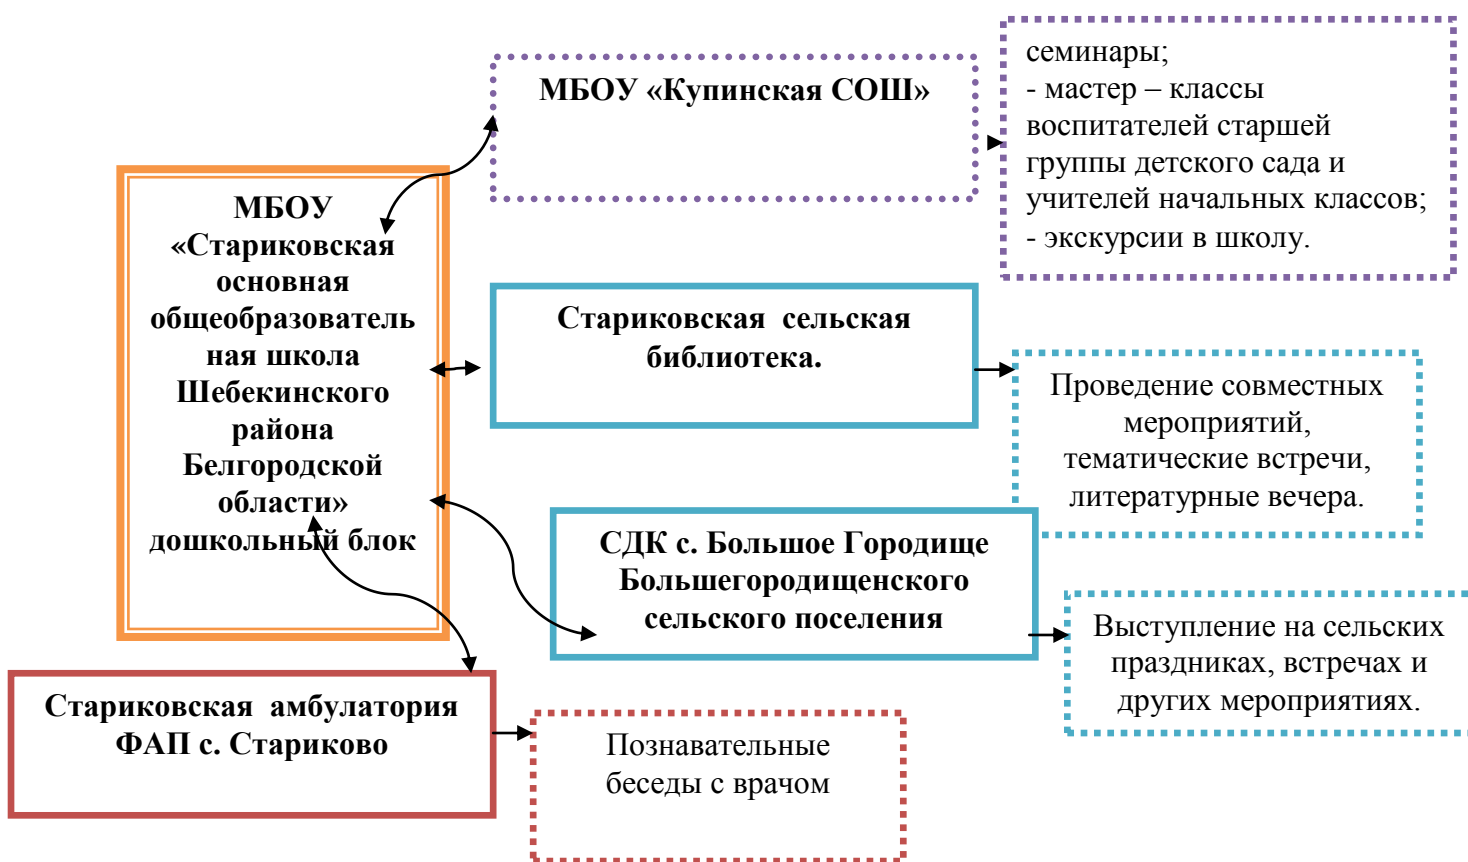 МБОУ «Купинская СОШ»
семинары;
- мастер – классы
воспитателей старшей
группы детского сада и
учителей начальных классов;
- экскурсии в школу.
МБОУ
«Стариковская
основная
общеобразователь
ная школа
Шебекинского
района
Белгородской
области»
дошкольный блок
Стариковская сельская
библиотека.
Проведение совместных
мероприятий,
тематические встречи,
литературные вечера.
СДК с. Большое Городище
Большегородищенского
сельского поселения
Выступление на сельских
праздниках, встречах и
других мероприятиях.
Стариковская амбулатория
ФАП с. Стариково
Познавательные
беседы с врачом